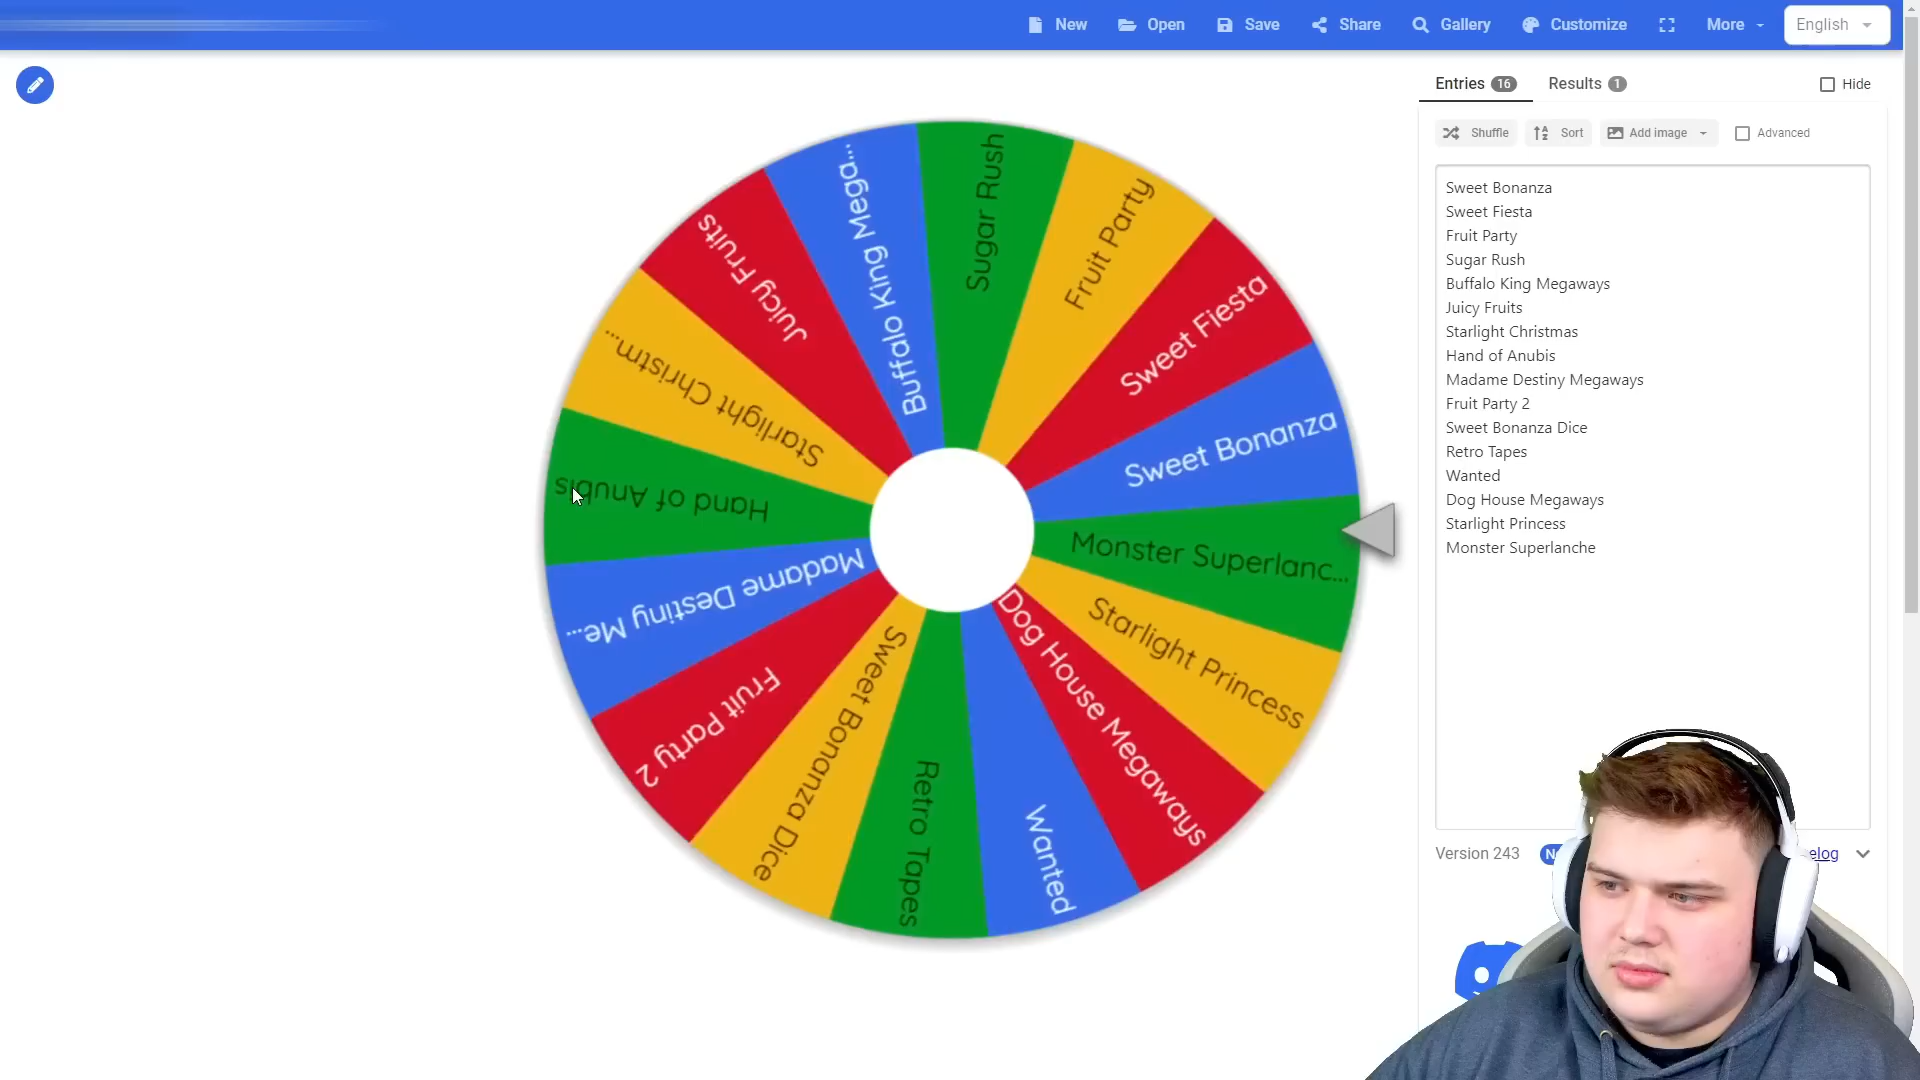 New
Open
Save
Share
Gallery
Customize
More
English
Entries 16
Results 1
Hide
Shuffle
Sort
Add image
Advanced
Sweet Bonanza
Sweet Fiesta
Fruit Party
Sugar Rush
Buffalo King Megaways
Juicy Fruits
Starlight Christmas
Hand of Anubis
Madame Destiny Megaways
Fruit Party 2
Sweet Bonanza Dice
Retro Tapes
Wanted
Dog House Megaways
Starlight Princess
Monster Superlanche
Version 243
Sugar Rush
Fruit Party
Sweet Fiesta
Sweet Bonanza
Monster Superlanc...
Starlight Princess
Dog House Megaways
Wanted
Retro Tapes
Sweet Bonanza Dice
Fruit Party 2
Madame Destiny Me...
Hand of Anubis
Starlight Christm...
Juicy Fruits
Buffalo King Mega...